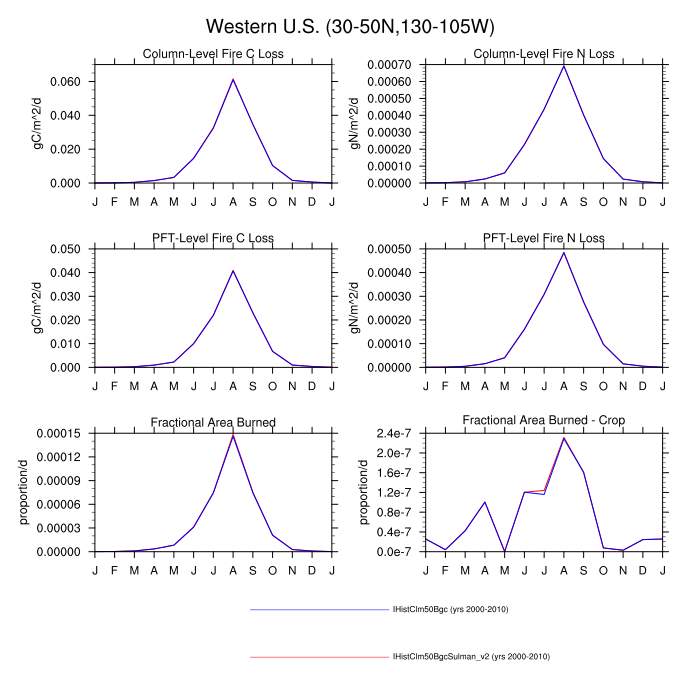 Western U.S. (30-50N,130-105W)
Column-Level Fire C Loss
gC/m^2/d
0.060
0.040
0.020
0.000
J F M A M J J A S O N D J
Column-Level Fire N Loss
gN/m^2/d
0.00070
0.00060
0.00050
0.00040
0.00030
0.00020
0.00010
0.00000
J F M A M J J A S O N D J
PFT-Level Fire C Loss
gC/m^2/d
0.050
0.040
0.030
0.020
0.010
0.000
J F M A M J J A S O N D J
PFT-Level Fire N Loss
gN/m^2/d
0.00050
0.00040
0.00030
0.00020
0.00010
0.00000
J F M A M J J A S O N D J
Fractional Area Burned
proportion/d
0.00015
0.00012
0.00009
0.00006
0.00003
0.00000
J F M A M J J A S O N D J
Fractional Area Burned - Crop
proportion/d
2.4e-7
2.0e-7
1.6e-7
1.2e-7
0.8e-7
0.4e-7
0.0e-7
J F M A M J J A S O N D J
IHistClm50Bgc (yrs 2000-2010)
IHistClm50BgcSulman_v2 (yrs 2000-2010)